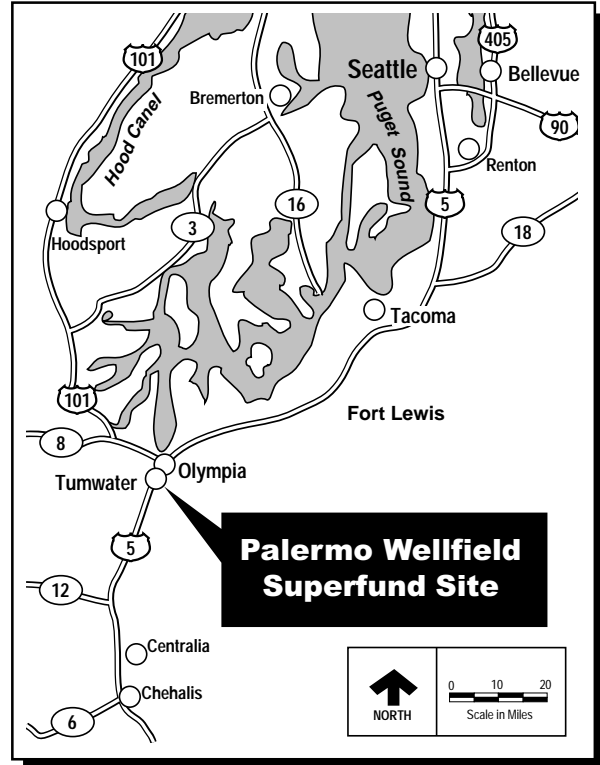 101
405
Seattle
Bellevue
Bremerton
Hood Canel
Puget Sound
90
Renton
16
5
3
18
Hoodsport
Tacoma
101
Fort Lewis
8
Olympia
Tumwater
Palermo Wellfield
Superfund Site
5
12
Centralia
Chehalis
6
NORTH
0 10 20
Scale in Miles